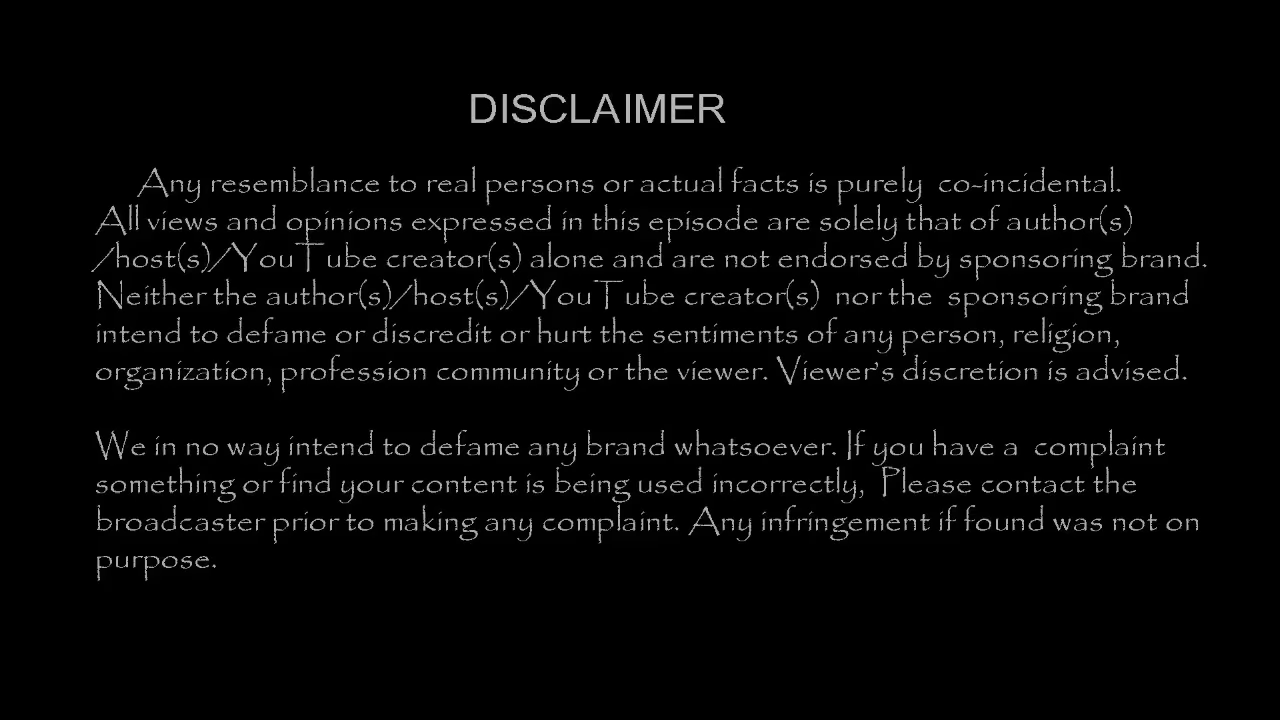 DISCLAIMER
Any resemblance to real persons or actual facts is purely co-incidental.
All views and opinions expressed in this episode are solely that of author(s)
/host(s)/YouTube creator(s) alone and are not endorsed by sponsoring brand.
Neither the author(s)/host(s)/YouTube creator(s) nor the sponsoring brand
intend to defame or discredit or hurt the sentiments of any person, religion,
organization, profession community or the viewer. Viewer's discretion is advised.
We in no way intend to defame any brand whatsoever. If you have a complaint
something or find your content is being used incorrectly, Please contact the
broadcaster prior to making any complaint. Any infringement if found was not on
purpose.